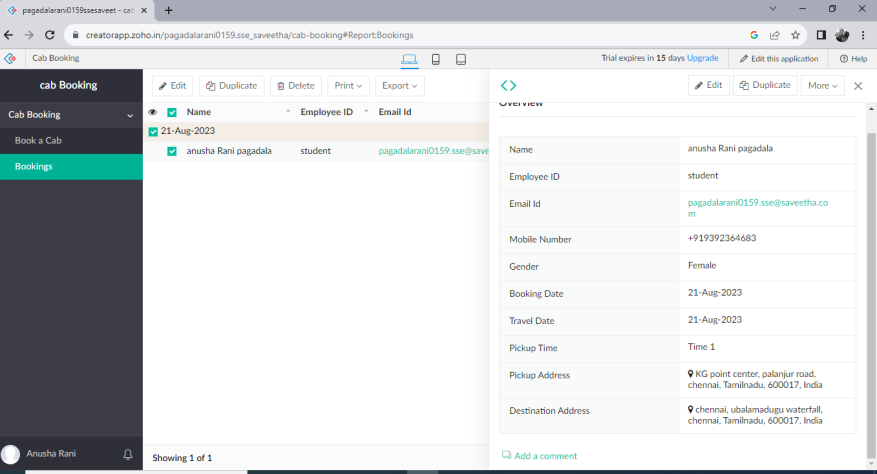 pagadalarani0159ssesaveet - cab
creatorapp.zoho.in/pagadalarani0159.sse_saveetha/cab-booking#Report:Bookings
Cab Booking
Trial expires in 15 days Upgrade
Edit this application
Help
cab Booking
Cab Booking
Book a Cab
Bookings
Anusha Rani
Edit Duplicate Delete Print Export
Name Employee ID Email Id
21-Aug-2023
anusha Rani pagadala student pagadalarani0159.sse@save
Showing 1 of 1
Edit Duplicate More
Overview
Name anusha Rani pagadala
Employee ID student
Email Id pagadalarani0159.sse@saveetha.co
m
Mobile Number +919392364683
Gender Female
Booking Date 21-Aug-2023
Travel Date 21-Aug-2023
Pickup Time Time 1
Pickup Address KG point center, palanjur road,
chennai, Tamilnadu, 600017, India
Destination Address chennai, ubalamadugu waterfall,
chennai, Tamilnadu, 600017, India
Add a comment